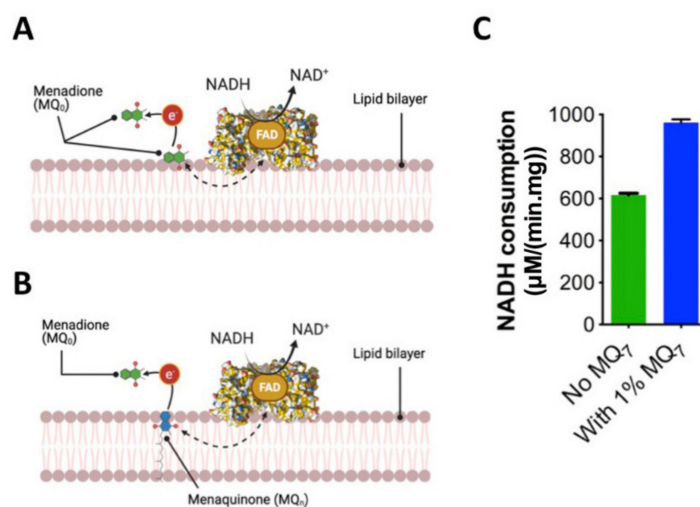 A
Menadione
(MQ₀)
e⁻
NADH
NAD⁺
FAD
Lipid bilayer
B
Menadione
(MQ₀)
e⁻
NADH
NAD⁺
FAD
Lipid bilayer
Menaquinone (MQₙ)
C
NADH consumption
(µM/(min.mg))
1000
800
600
400
200
0
No MQ₇
With 1% MQ₇